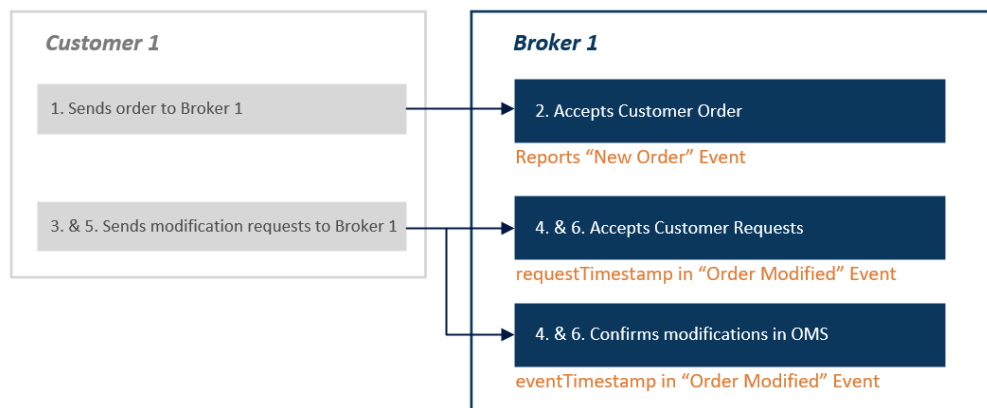 Customer 1
1. Sends order to Broker 1
3. & 5. Sends modification requests to Broker 1
Broker 1
2. Accepts Customer Order
Reports “New Order” Event
4. & 6. Accepts Customer Requests
requestTimestamp in “Order Modified” Event
4. & 6. Confirms modifications in OMS
eventTimestamp in “Order Modified” Event